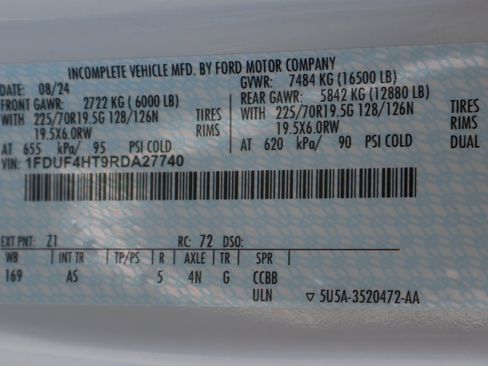 INCOMPLETE VEHICLE MFD. BY FORD MOTOR COMPANY
DATE: 08/24 GVWR: 7484 KG (16500 LB)
FRONT GAWR: 2722 KG (6000 LB) REAR GAWR: 5842 KG (12880 LB)
WITH 225/70R19.5G 128/126N TIRES WITH 225/70R19.5G 128/126N TIRES
19.5X6.0RW RIMS 19.5X6.0RW RIMS
AT 655 kPa/ 95 PSI COLD AT 620 kPa/ 90 PSI COLD DUAL
VIN: 1FDUF4HT9RDA27740
EXT PNT: Z1 RC: 72 DSO:
WB INT TR TP/PS R AXLE TR SPR
169 AS 5 4N G CCBB
ULN ▽ 5U5A-3520472-AA